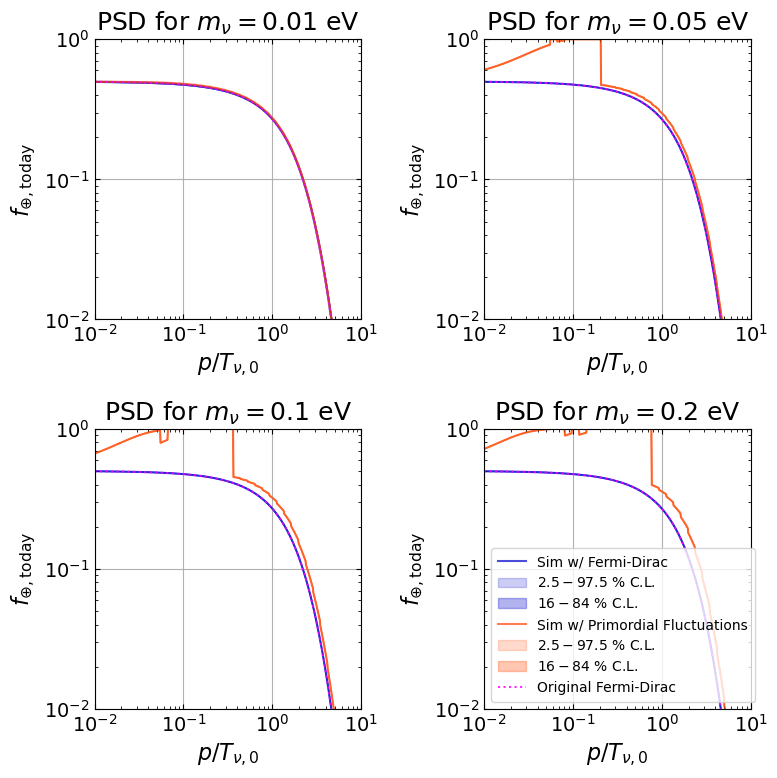 PSD for $m_\nu = 0.01$ eV
PSD for $m_\nu = 0.05$ eV
$f_{\oplus,\mathrm{today}}$
$10^0$
$10^{-1}$
$10^{-2}$
$10^{-2}$ $10^{-1}$ $10^0$ $10^1$
$p/T_{\nu,0}$
$f_{\oplus,\mathrm{today}}$
$10^0$
$10^{-1}$
$10^{-2}$
$10^{-2}$ $10^{-1}$ $10^0$ $10^1$
$p/T_{\nu,0}$
PSD for $m_\nu = 0.1$ eV
PSD for $m_\nu = 0.2$ eV
$f_{\oplus,\mathrm{today}}$
$10^0$
$10^{-1}$
$10^{-2}$
$10^{-2}$ $10^{-1}$ $10^0$ $10^1$
$p/T_{\nu,0}$
$f_{\oplus,\mathrm{today}}$
$10^0$
$10^{-1}$
$10^{-2}$
$10^{-2}$ $10^{-1}$ $10^0$ $10^1$
$p/T_{\nu,0}$
Sim w/ Fermi-Dirac
2.5 − 97.5 % C.L.
16 − 84 % C.L.
Sim w/ Primordial Fluctuations
2.5 − 97.5 % C.L.
16 − 84 % C.L.
Original Fermi-Dirac